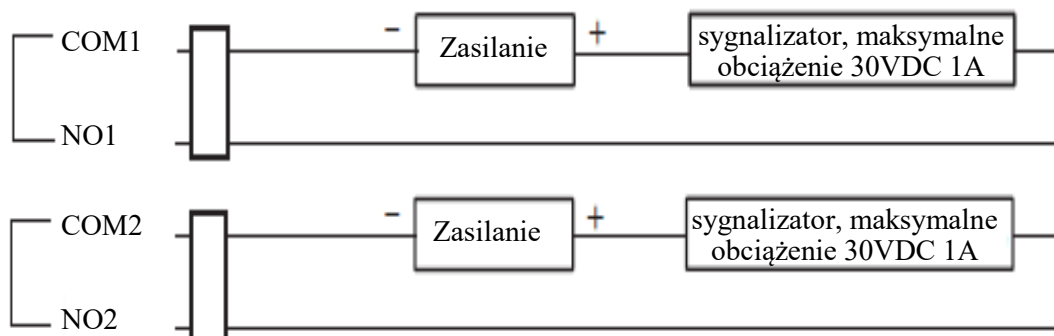 COM1
- Zasilanie +
sygnalizator, maksymalne
obciążenie 30VDC 1A
NO1
COM2
- Zasilanie +
sygnalizator, maksymalne
obciążenie 30VDC 1A
NO2